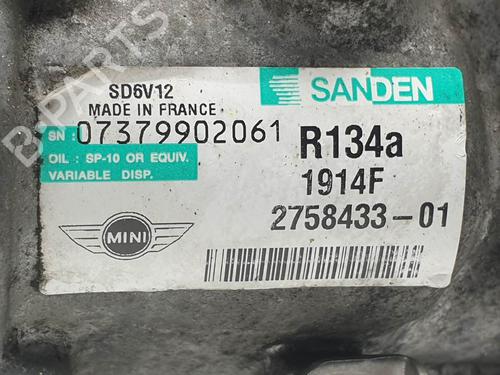 SD6V12
MADE IN FRANCE
SANDEN
SN: 07379902061
OIL : SP-10 OR EQUIV.
VARIABLE DISP.
R134a
1914F
2758433-01
MINI
B-PARTS